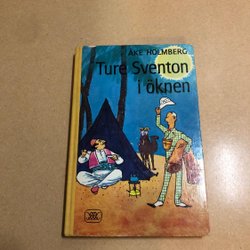 ÅKE HOLMBERG
Ture Sventon
i öknen